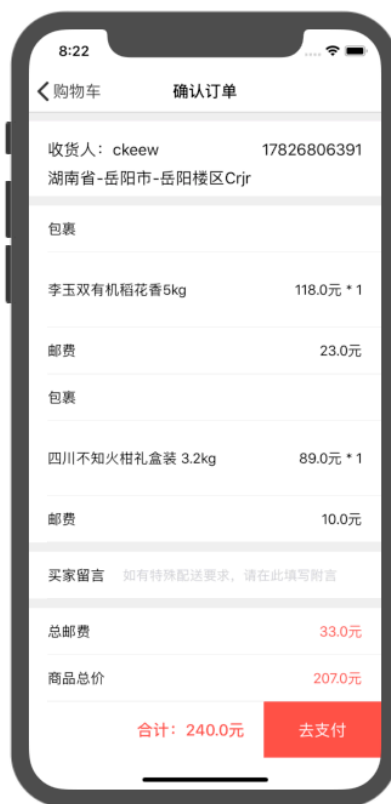 8:22
购物车 确认订单
收货人：ckeew 17826806391
湖南省-岳阳市-岳阳楼区Crjr
包裹
李玉双有机稻花香5kg 118.0元 * 1
邮费 23.0元
包裹
四川不知火柑礼盒装 3.2kg 89.0元 * 1
邮费 10.0元
买家留言 如有特殊配送要求，请在此填写附言
总邮费 33.0元
商品总价 207.0元
合计：240.0元 去支付